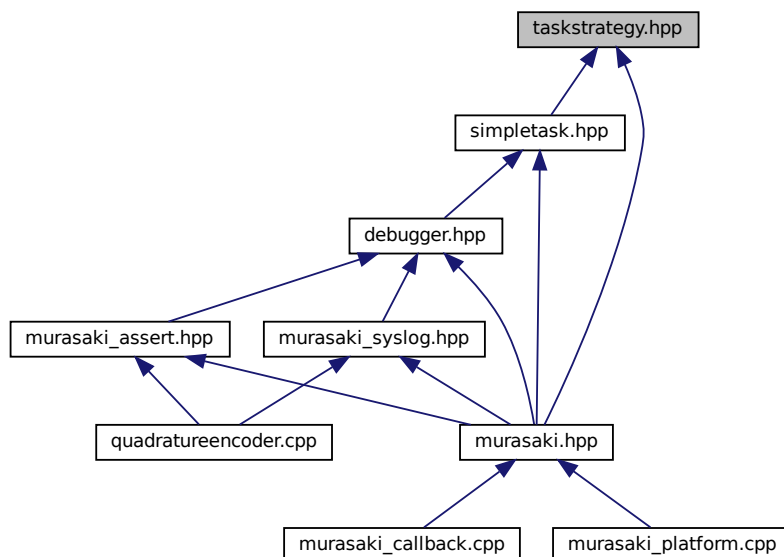 taskstrategy.hpp
simpletask.hpp
debugger.hpp
murasaki_assert.hpp
murasaki_syslog.hpp
quadratureencoder.cpp
murasaki.hpp
murasaki_callback.cpp
murasaki_platform.cpp